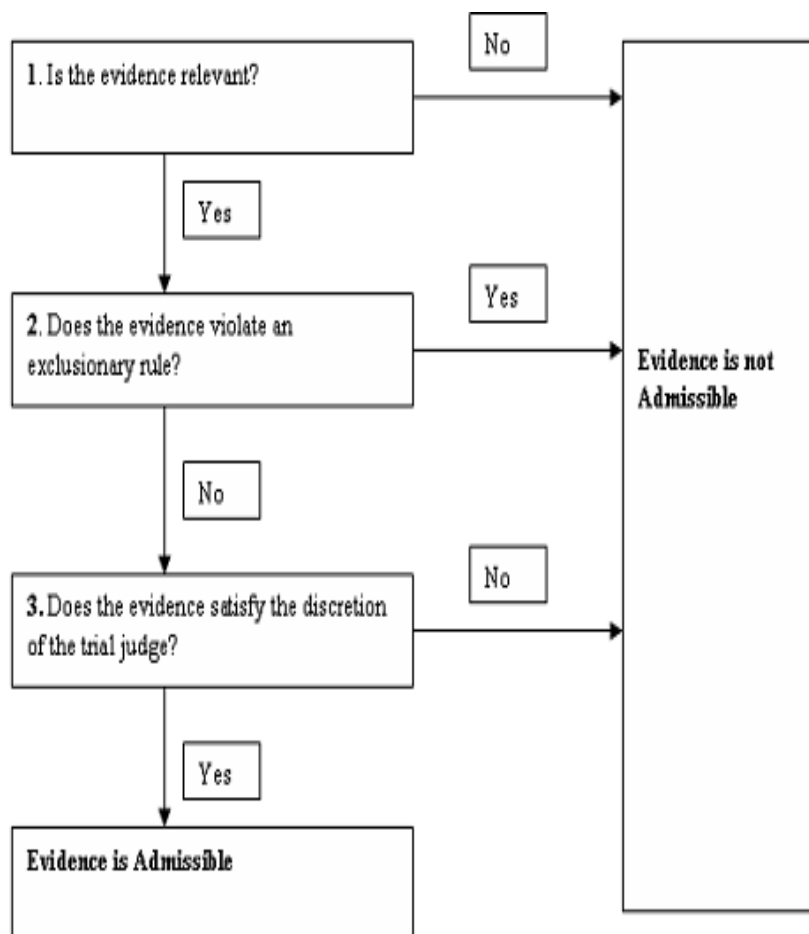 No
1. Is the evidence relevant?
Yes
Yes
2. Does the evidence violate an
exclusionary rule?
Evidence is not
Admissible
No
No
3. Does the evidence satisfy the discretion
of the trial judge?
Yes
Evidence is Admissible